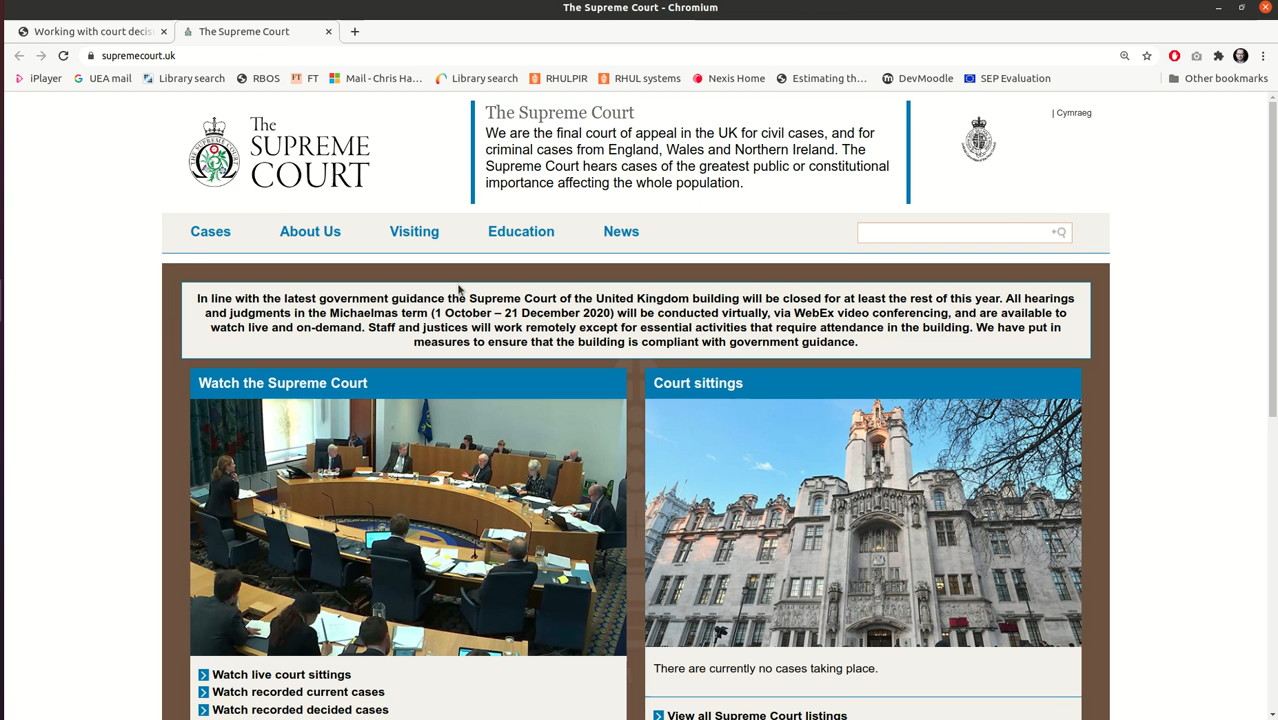 The Supreme Court - Chromium
Working with court decis
The Supreme Court
supremecourt.uk
iPlayer
UEA mail
Library search
RBOS
FT FT
Mail - Chris Ha...
Library search
RHULPIR
RHUL systems
Nexis Home
Estimating th...
DevMoodle
SEP Evaluation
Other bookmarks
The
SUPREME
COURT
The Supreme Court
We are the final court of appeal in the UK for civil cases, and for
criminal cases from England, Wales and Northern Ireland. The
Supreme Court hears cases of the greatest public or constitutional
importance affecting the whole population.
| Cymraeg
Cases
About Us
Visiting
Education
News
In line with the latest government guidance the Supreme Court of the United Kingdom building will be closed for at least the rest of this year. All hearings
and judgments in the Michaelmas term (1 October – 21 December 2020) will be conducted virtually, via WebEx video conferencing, and are available to
watch live and on-demand. Staff and justices will work remotely except for essential activities that require attendance in the building. We have put in
measures to ensure that the building is compliant with government guidance.
Watch the Supreme Court
Court sittings
Watch live court sittings
Watch recorded current cases
Watch recorded decided cases
There are currently no cases taking place.
View all Supreme Court listings